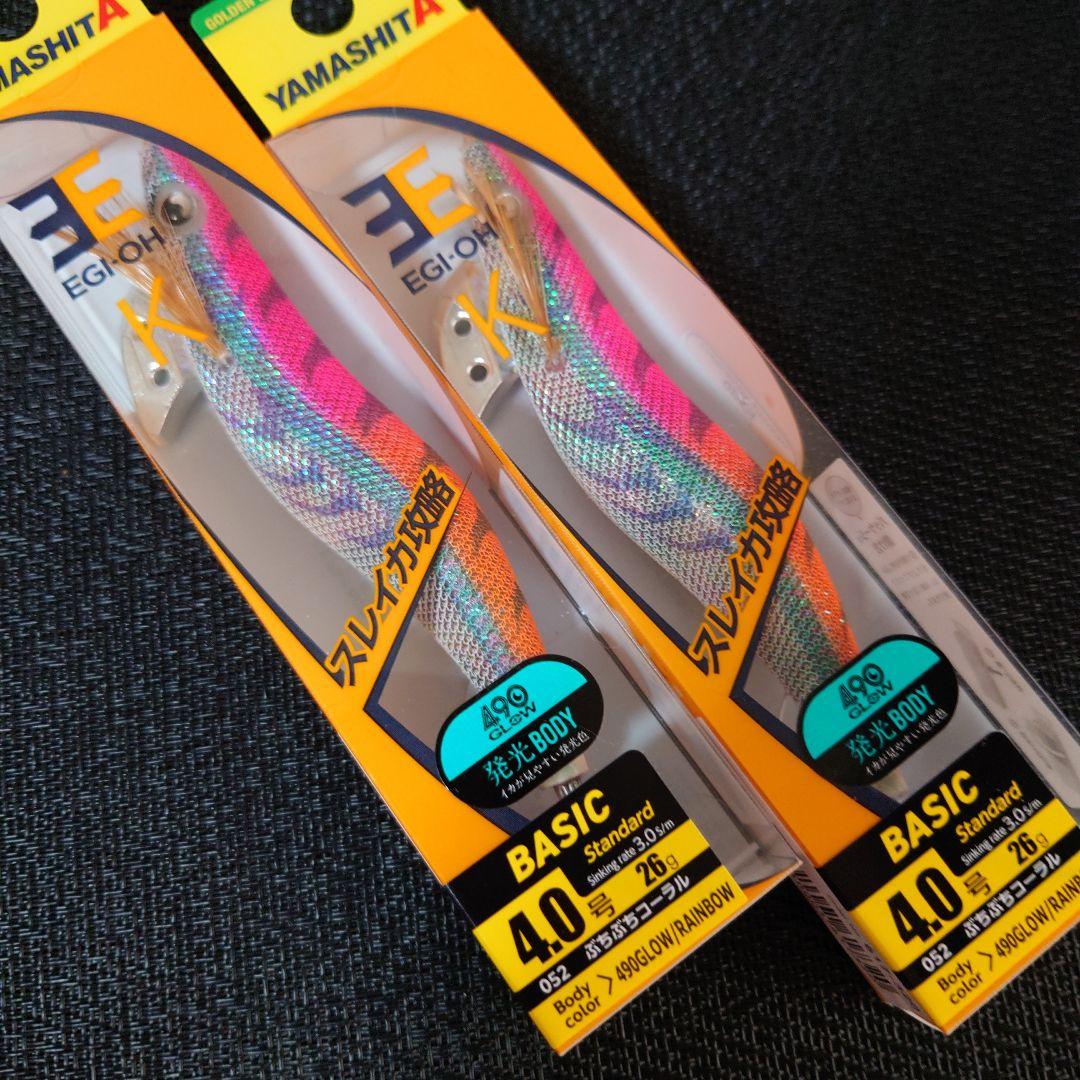 MASHITA
EGI-OH
K
スレイカ攻略
490
GLOW
発光BODY
イカが見やすい発光色
BASIC
Standard
Sinking rate 3.0 s/m
4.0号 26g
052 ぷちぷちコーラル
Body color > 490GLOW/RAINBOW
GOLDEN
YAMASHITA
EGI-OH
K
スレイカ攻略
490
GLOW
発光BODY
イカが見やすい発光色
BASIC
Standard
Sinking rate 3.0 s/m
4.0号 26g
052 ぷちぷちコーラル
Body color > 490GLOW/RAINB